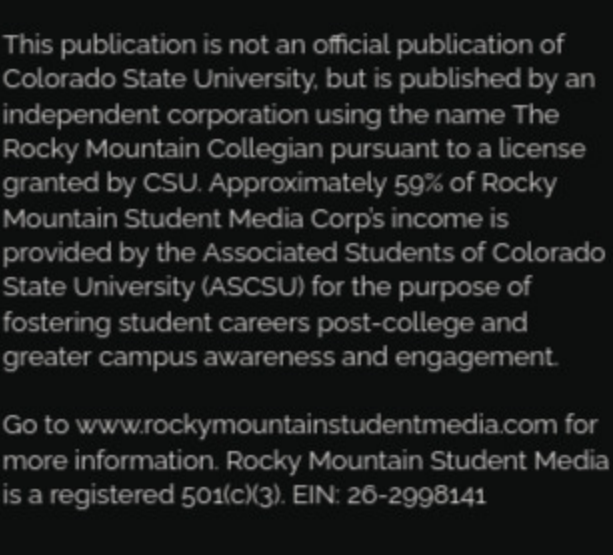 This publication is not an official publication of
Colorado State University, but is published by an
independent corporation using the name The
Rocky Mountain Collegian pursuant to a license
granted by CSU. Approximately 59% of Rocky
Mountain Student Media Corp's income is
provided by the Associated Students of Colorado
State University (ASCSU) for the purpose of
fostering student careers post-college and
greater campus awareness and engagement.
Go to www.rockymountainstudentmedia.com for
more information. Rocky Mountain Student Media
is a registered 501(c)(3). EIN: 26-2998141